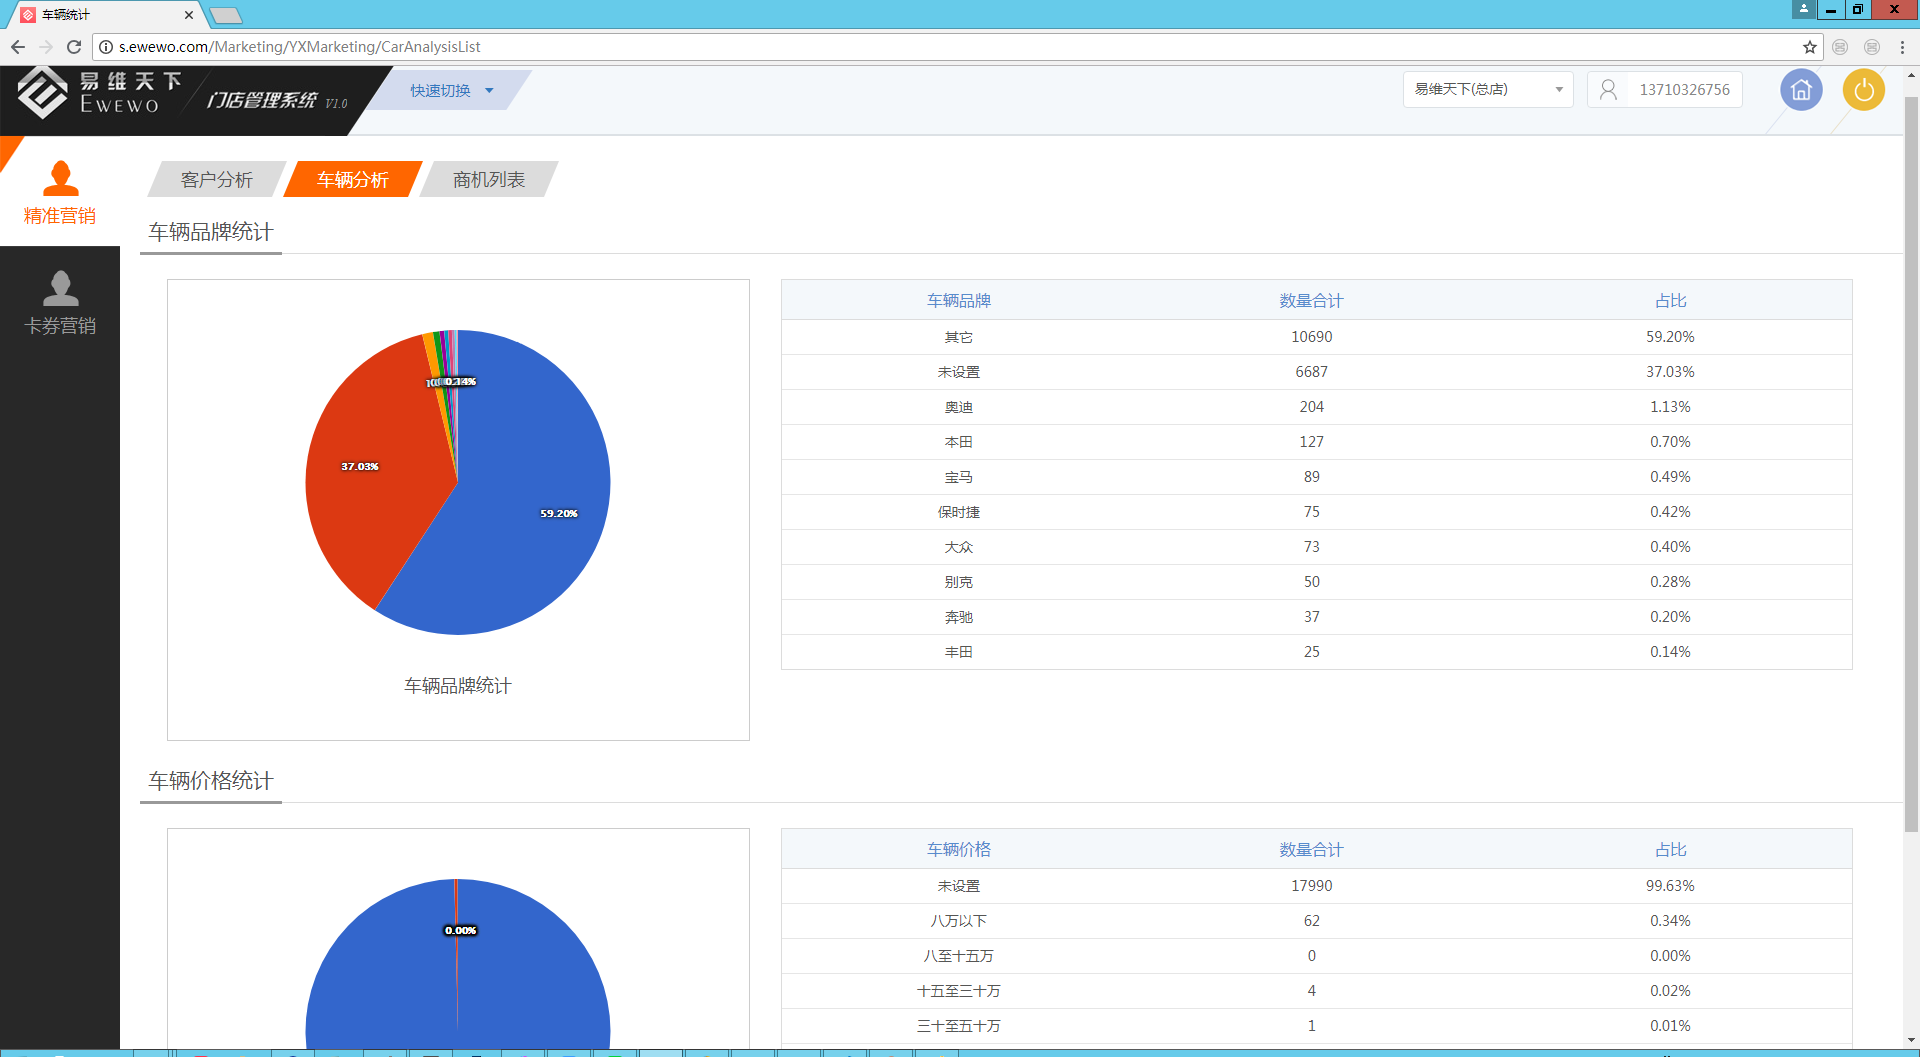 车辆统计
s.ewewo.com/Marketing/YXMarketing/CarAnalysisList
易维天下
EWEWO
门店管理系统 V1.0
快速切换
易维天下(总店)
13710326756
精准营销
卡券营销
客户分析 车辆分析 商机列表
车辆品牌统计
37.03%
59.20%
0.14%
车辆品牌统计
车辆品牌 数量合计 占比
其它 10690 59.20%
未设置 6687 37.03%
奥迪 204 1.13%
本田 127 0.70%
宝马 89 0.49%
保时捷 75 0.42%
大众 73 0.40%
别克 50 0.28%
奔驰 37 0.20%
丰田 25 0.14%
车辆价格统计
0.00%
车辆价格 数量合计 占比
未设置 17990 99.63%
八万以下 62 0.34%
八至十五万 0 0.00%
十五至三十万 4 0.02%
三十至五十万 1 0.01%